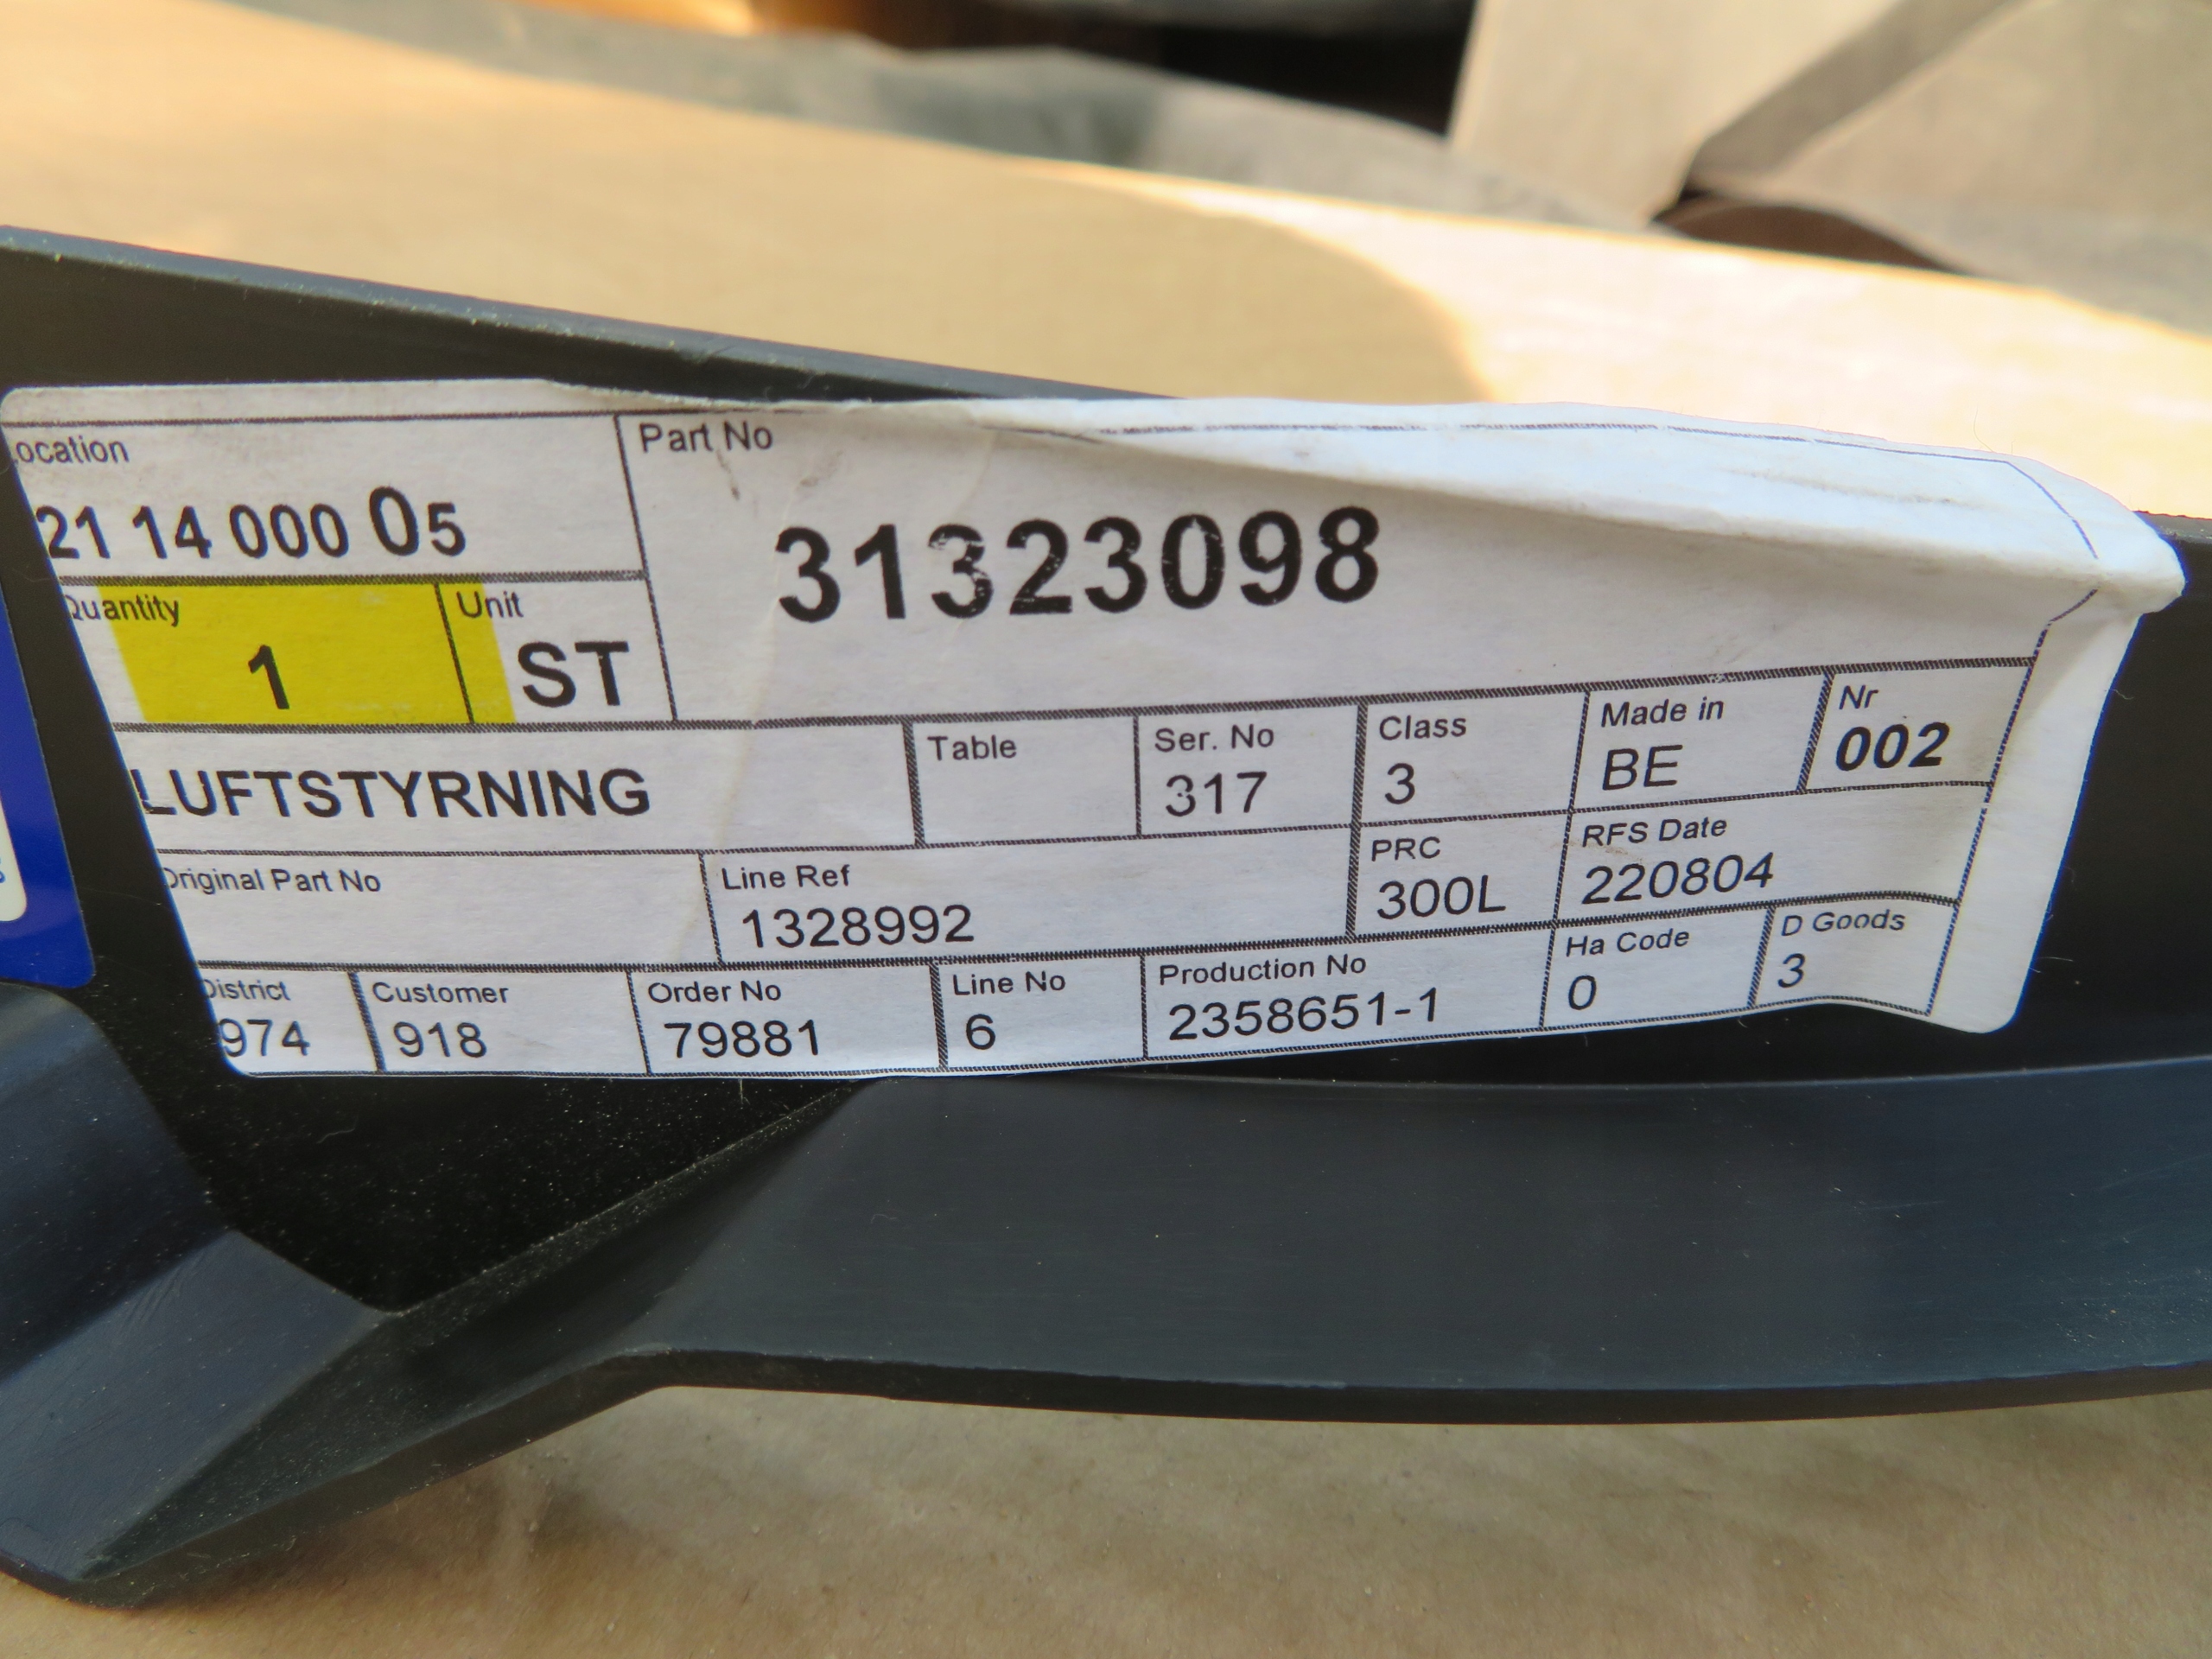 Location
21 14 000 05
Part No
31323098
Quantity
1
Unit
ST
LUFTSTYRNING
Table
Ser. No
317
Class
3
Made in
BE
Nr
002
Original Part No
Line Ref
1328992
PRC
300L
RFS Date
220804
District
974
Customer
918
Order No
79881
Line No
6
Production No
2358651-1
Ha Code
0
D Goods
3